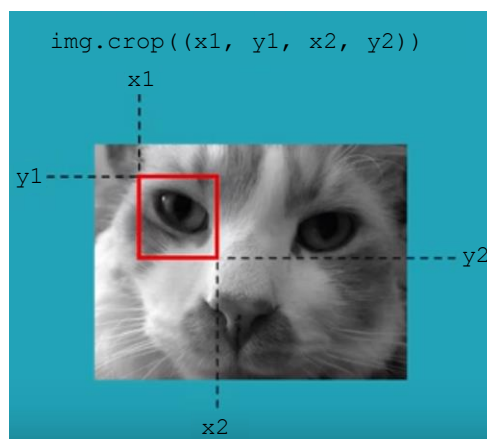 img.crop((x1, y1, x2, y2))
x1
y1
y2
x2